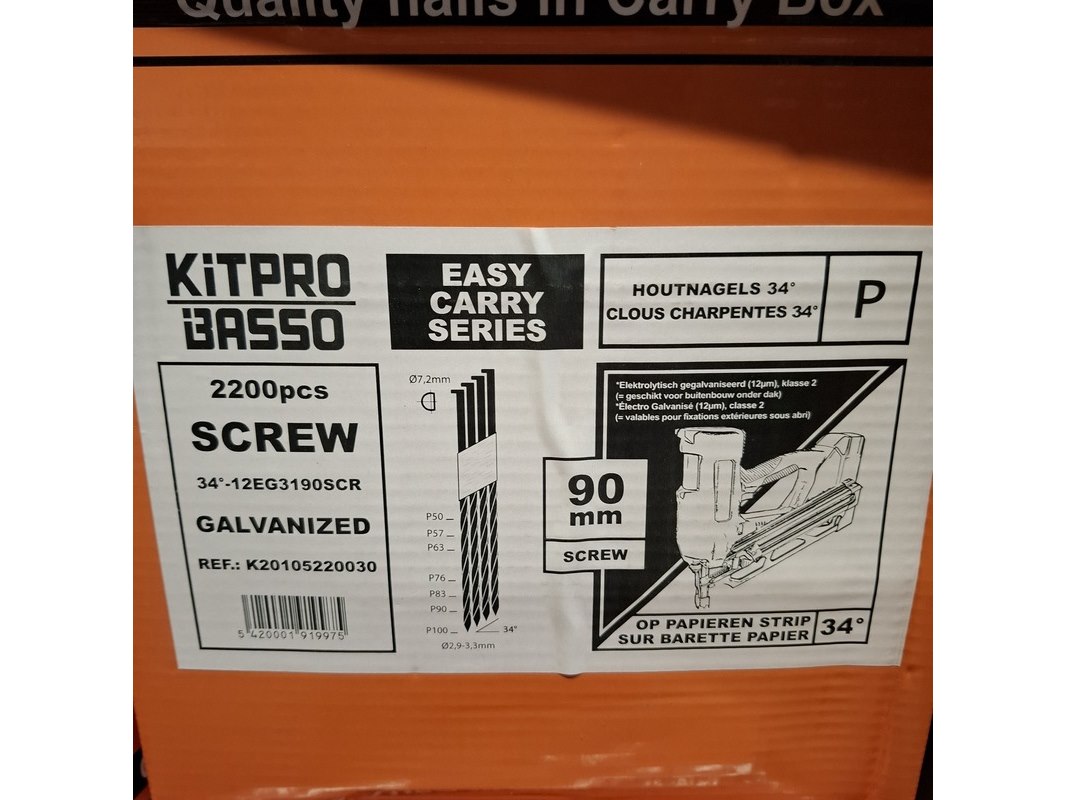 Quality nails in Carry Box
KiTPRO
BASSO
EASY
CARRY
SERIES
HOUTNAGELS 34°
CLOUS CHARPENTES 34°
P
2200pcs
SCREW
34°-12EG3190SCR
GALVANIZED
REF.: K20105220030
5 420001 919975
Ø7,2mm
P50
P57
P63
P76
P83
P90
P100
34°
Ø2,9-3,3mm
*Elektrolytisch gegalvaniseerd (12µm), klasse 2
(= geschikt voor buitenbouw onder dak)
*Électro Galvanisé (12µm), classe 2
(= valables pour fixations extérieures sous abri)
90
mm
SCREW
OP PAPIEREN STRIP
SUR BARETTE PAPIER
34°